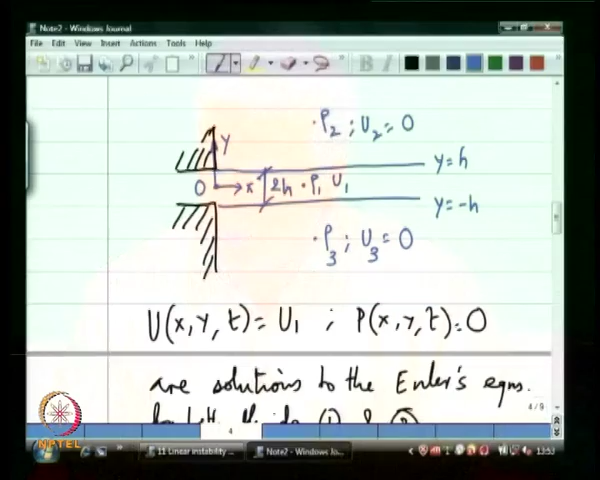 Note2 - Windows Journal
File Edit View Insert Actions Tools Help
B I
Y
ρ2 ; U2 = 0
y = h
O x 2h · ρ1 U1
y = -h
ρ3 ; U3 = 0
U(x, y, t) = U1 ; P(x, y, t) = 0
are solutions to the Euler's eqns.
4 / 9
NPTEL
4
11 Linear instability
Note2 - Windows Jo...
13:53